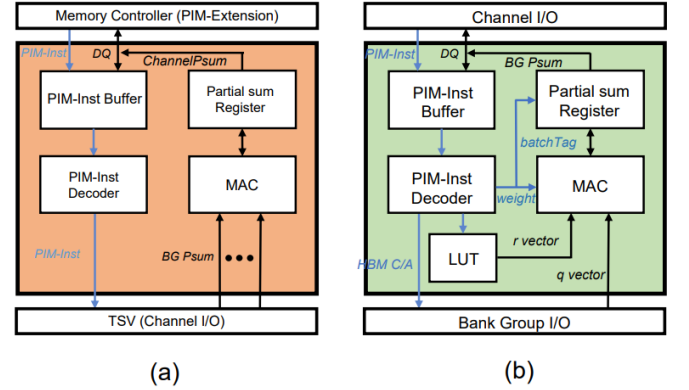 Memory Controller (PIM-Extension)
PIM-Inst
DQ
ChannelPsum
PIM-Inst Buffer
Partial sum
Register
PIM-Inst
Decoder
MAC
PIM-Inst
BG Psum
TSV (Channel I/O)
(a)
Channel I/O
PIM-Inst
DQ
BG Psum
PIM-Inst
Buffer
Partial sum
Register
batchTag
PIM-Inst
Decoder
weight
MAC
HBM C/A
LUT
r vector
q vector
Bank Group I/O
(b)